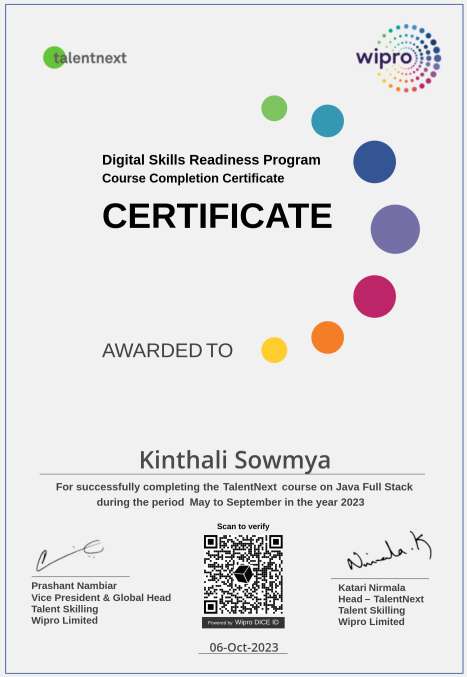 talentnext
wipro
Digital Skills Readiness Program
Course Completion Certificate
CERTIFICATE
AWARDED TO
Kinthali Sowmya
For successfully completing the TalentNext course on Java Full Stack
during the period May to September in the year 2023
Scan to verify
Nirmala.K
Prashant Nambiar
Vice President & Global Head
Talent Skilling
Wipro Limited
Powered by Wipro DICE ID
Katari Nirmala
Head – TalentNext
Talent Skilling
Wipro Limited
06-Oct-2023